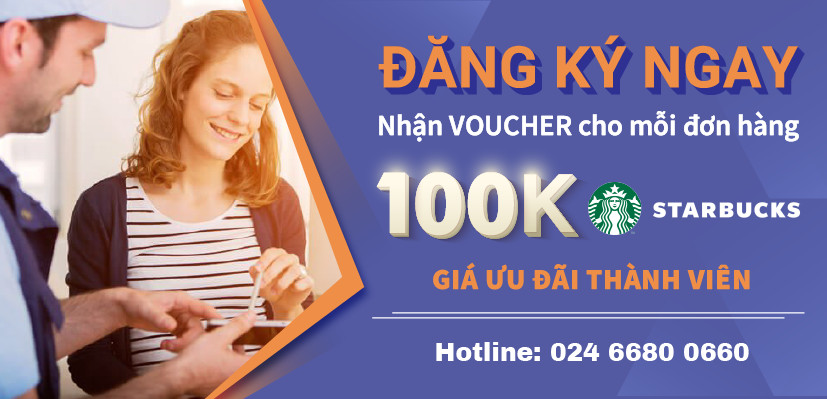 ĐĂNG KÝ NGAY
Nhận VOUCHER cho mỗi đơn hàng
100K STARBUCKS
GIÁ ƯU ĐÃI THÀNH VIÊN
Hotline: 024 6680 0660